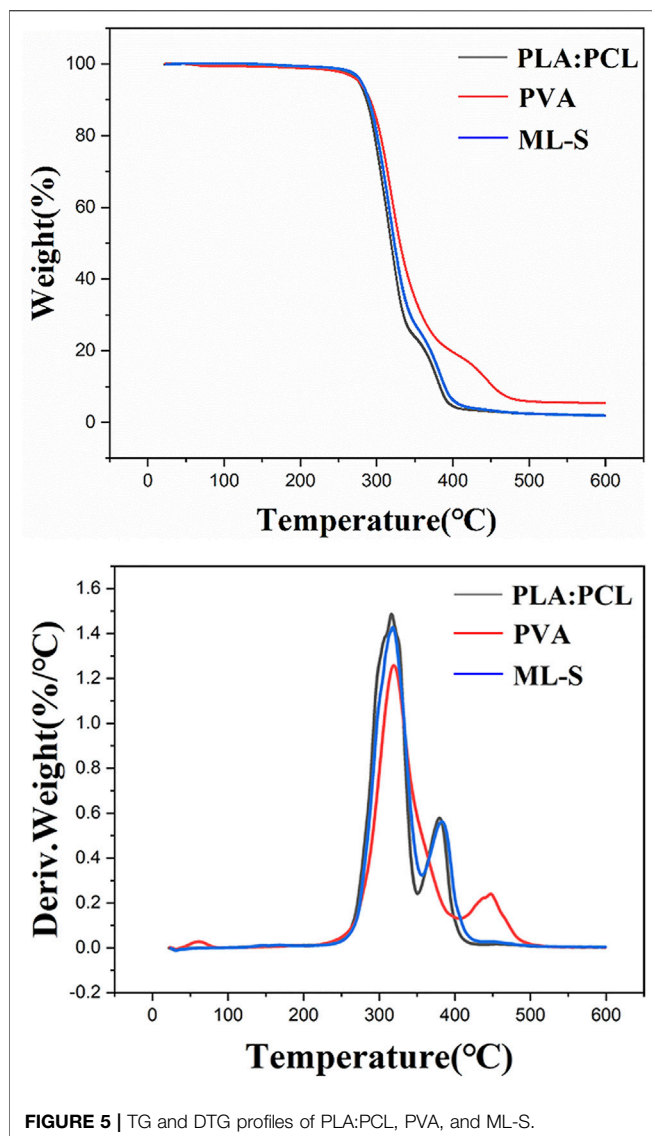 PLA:PCL
PVA
ML-S
Weight(%)
100
80
60
40
20
0
0 100 200 300 400 500 600
Temperature(°C)
PLA:PCL
PVA
ML-S
Deriv.Weight(%/°C)
1.6
1.4
1.2
1.0
0.8
0.6
0.4
0.2
0.0
-0.2
0 100 200 300 400 500 600
Temperature(°C)
FIGURE 5 | TG and DTG profiles of PLA:PCL, PVA, and ML-S.